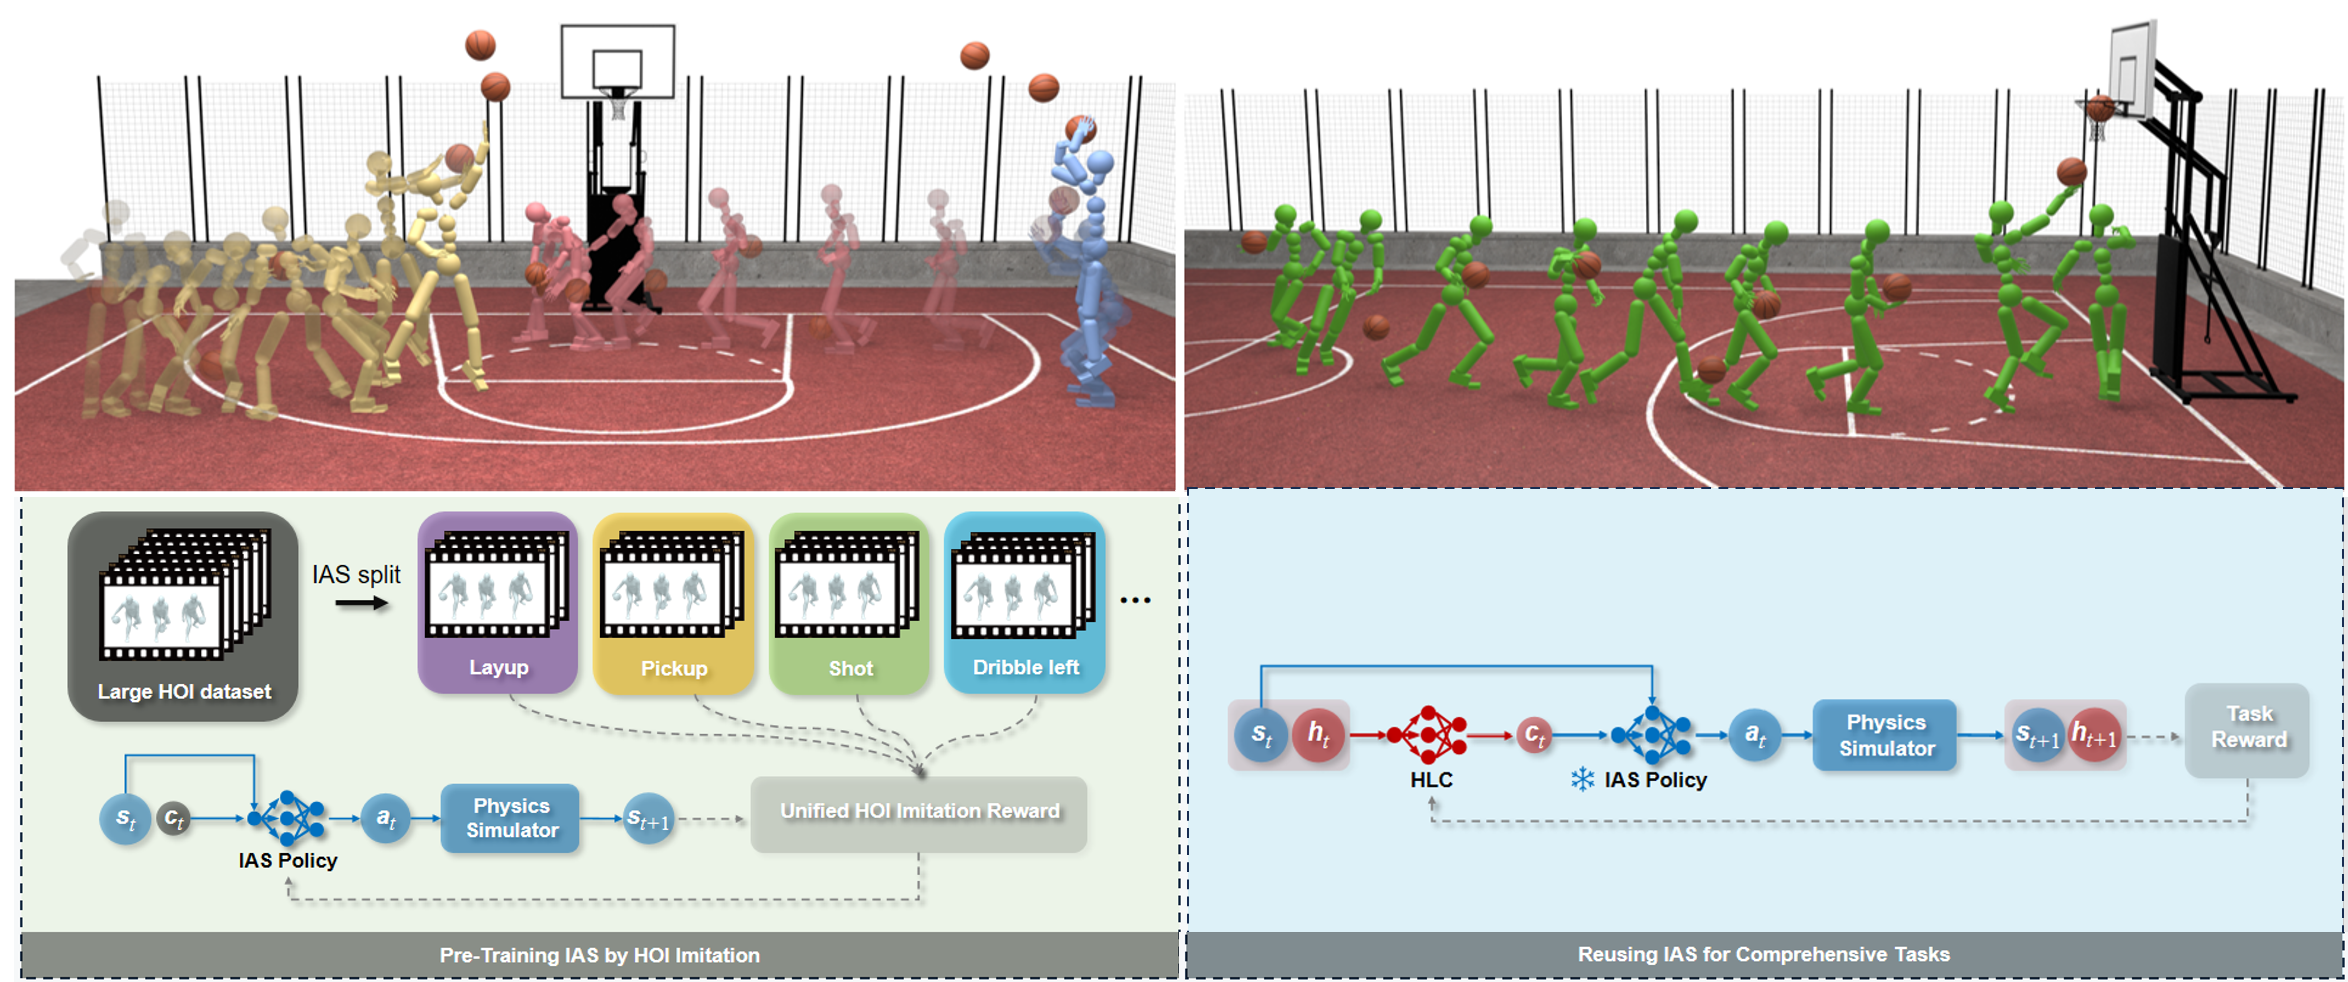 IAS split
Large HOI dataset
Layup
Pickup
Shot
Dribble left
...
s_t
c_t
IAS Policy
a_t
Physics
Simulator
s_{t+1}
Unified HOI Imitation Reward
Pre-Training IAS by HOI Imitation
s_t
h_t
HLC
c_t
IAS Policy
a_t
Physics
Simulator
s_{t+1}
h_{t+1}
Task
Reward
Reusing IAS for Comprehensive Tasks